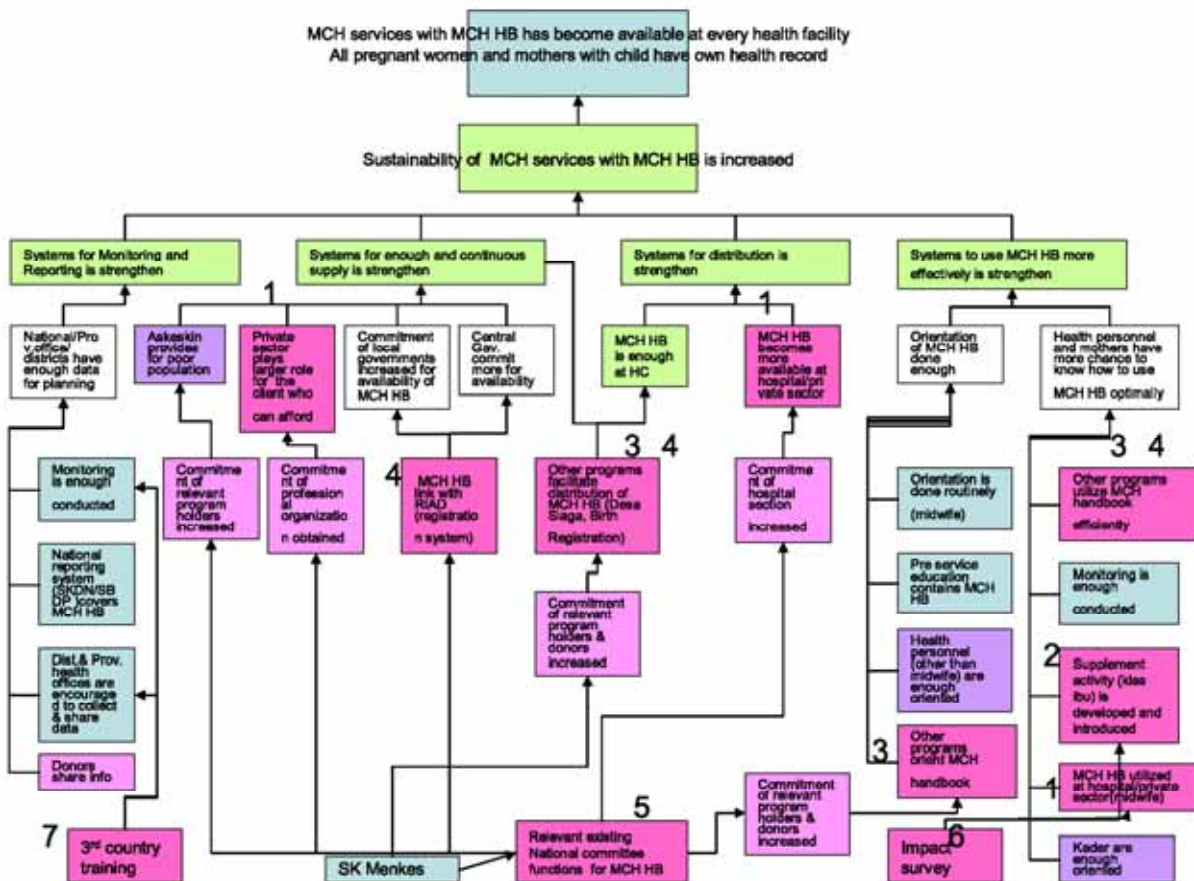 MCH services with MCH HB has become available at every health facility
All pregnant women and mothers with child have own health record
Sustainability of MCH services with MCH HB is increased
Systems for Monitoring and
Reporting is strengthen
Systems for enough and continuous
supply is strengthen
Systems for distribution is
strengthen
Systems to use MCH HB more
effectively is strengthen
1
1
National/Pro
v.office/
districts have
enough data
for planning
Askeskin
provides
for poor
population
Private
sector
plays
larger role
for the
client who
can afford
Commitment
of local
governments
increased for
availability of
MCH HB
Central
Gov.
commit
more for
availability
MCH HB
is enough
at HC
MCH HB
becomes
more
available at
hospital/pri
vate sector
Orientation
of MCH HB
done
enough
Health personnel
and mothers have
more chance to
know how to use
MCH HB optimally
Monitoring
is enough
conducted
Commitme
nt of
relevant
program
holders
increased
Commitme
nt of
profession
al
organizatio
n obtained
4
MCH HB
link with
RIAD
(registratio
n system)
3 4
Other programs
facilitate
distribution of
MCH HB (Desa
Siaga, Birth
Registration)
Commitme
nt of
hospital
section
increased
Orientation is
done routinely
(midwife)
3 4
Other programs
utilize MCH
handbook
efficiently
National
reporting
system
(SKDN/SB
DP )covers
MCH HB
Commitment
of relevant
program
holders &
donors
increased
Pre service
education
contains MCH
HB
Monitoring is
enough
conducted
Dist.& Prov.
health
offices are
encourage
d to collect
& share
data
Health
personnel
(other than
midwife) are
enough
oriented
2
Supplement
activity (klas
ibu) is
developed and
introduced
Donors
share info
3
Other
programs
orient MCH
handbook
1
MCH HB utilized
at hospital/private
sector(midwife)
7
3rd country
training
SK Menkes
5
Relevant existing
National committee
functions for MCH HB
Commitment
of relevant
program
holders &
donors
increased
6
Impact
survey
Kader are
enough
oriented